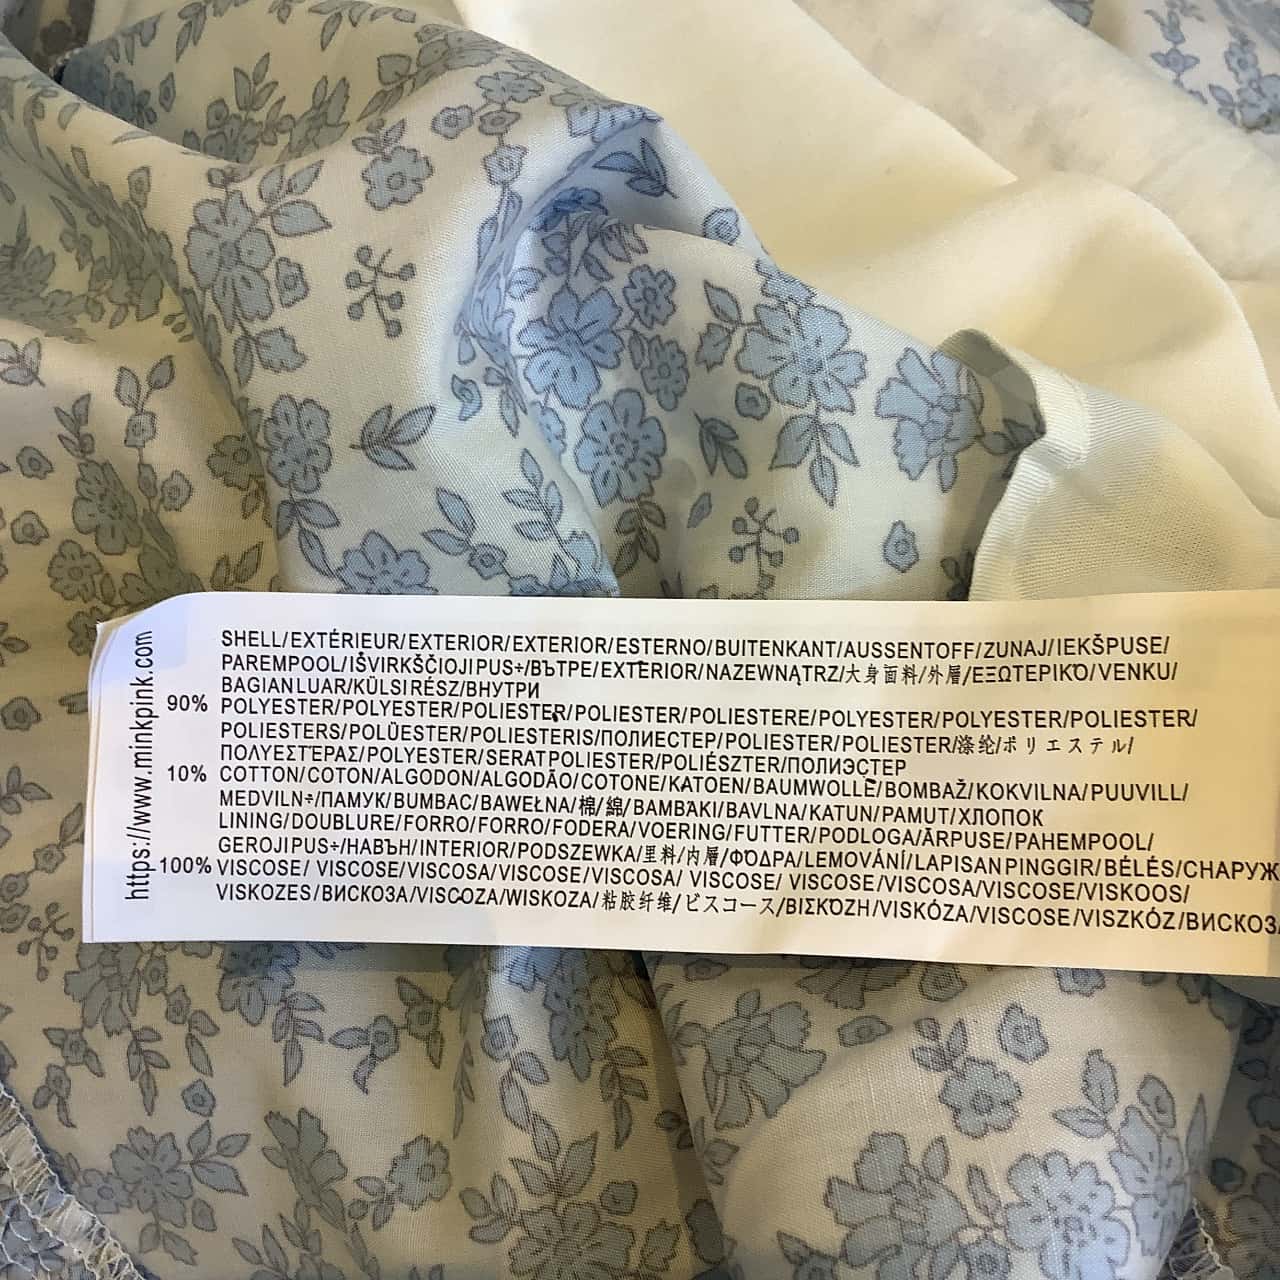 https://www.minkpink.com
SHELL/EXTÉRIEUR/EXTERIOR/EXTERIOR/ESTERNO/BUITENKANT/AUSSENTOFF/ZUNAJ/IEKŠPUSE/
PAREMPOOL/IŠVIRKŠČIOJI PUS÷/ВЪТРЕ/EXTERIOR/NAZEWNĄTRZ/大身面料/外層/ΕΞΩΤΕΡΙΚΌ/VENKU/
BAGIAN LUAR/KÜLSI RÉSZ/ВНУТРИ
90% POLYESTER/POLYESTER/POLIESTER/POLIESTER/POLIESTERE/POLYESTER/POLYESTER/POLIESTER/
POLIESTERS/POLÜESTER/POLIESTERIS/ПОЛИЕСТЕР/POLIESTER/POLIESTER/涤纶/ポリエステル/
ΠΟΛΥΕΣΤΈΡΑΣ/POLYESTER/SERAT POLIESTER/POLIÉSZTER/ПОЛИЭСТЕР
10% COTTON/COTON/ALGODON/ALGODÃO/COTONE/KATOEN/BAUMWOLLE/BOMBAŽ/KOKVILNA/PUUVILL/
MEDVILN÷/ПАМУК/BUMBAC/BAWEŁNA/棉/綿/ΒΑΜΒΆΚΙ/BAVLNA/KATUN/PAMUT/ХЛОПОК
LINING/DOUBLURE/FORRO/FORRO/FODERA/VOERING/FUTTER/PODLOGA/ĀRPUSE/PAHEMPOOL/
GEROJI PUS÷/НАВЪН/INTERIOR/PODSZEWKA/里料/内層/ΦΌΔΡΑ/LEMOVÁNÍ/LAPISAN PINGGIR/BÉLÉS/СНАРУЖ
100% VISCOSE/ VISCOSE/VISCOSA/VISCOSE/VISCOSA/ VISCOSE/ VISCOSE/VISCOSA/VISCOSE/VISKOOS/
VISKOZES/ВИСКОЗА/VISCOZA/WISKOZA/粘胶纤维/ビスコース/ΒΙΣΚΌΖΗ/VISKÓZA/VISCOSE/VISZKÓZ/ВИСКОЗА